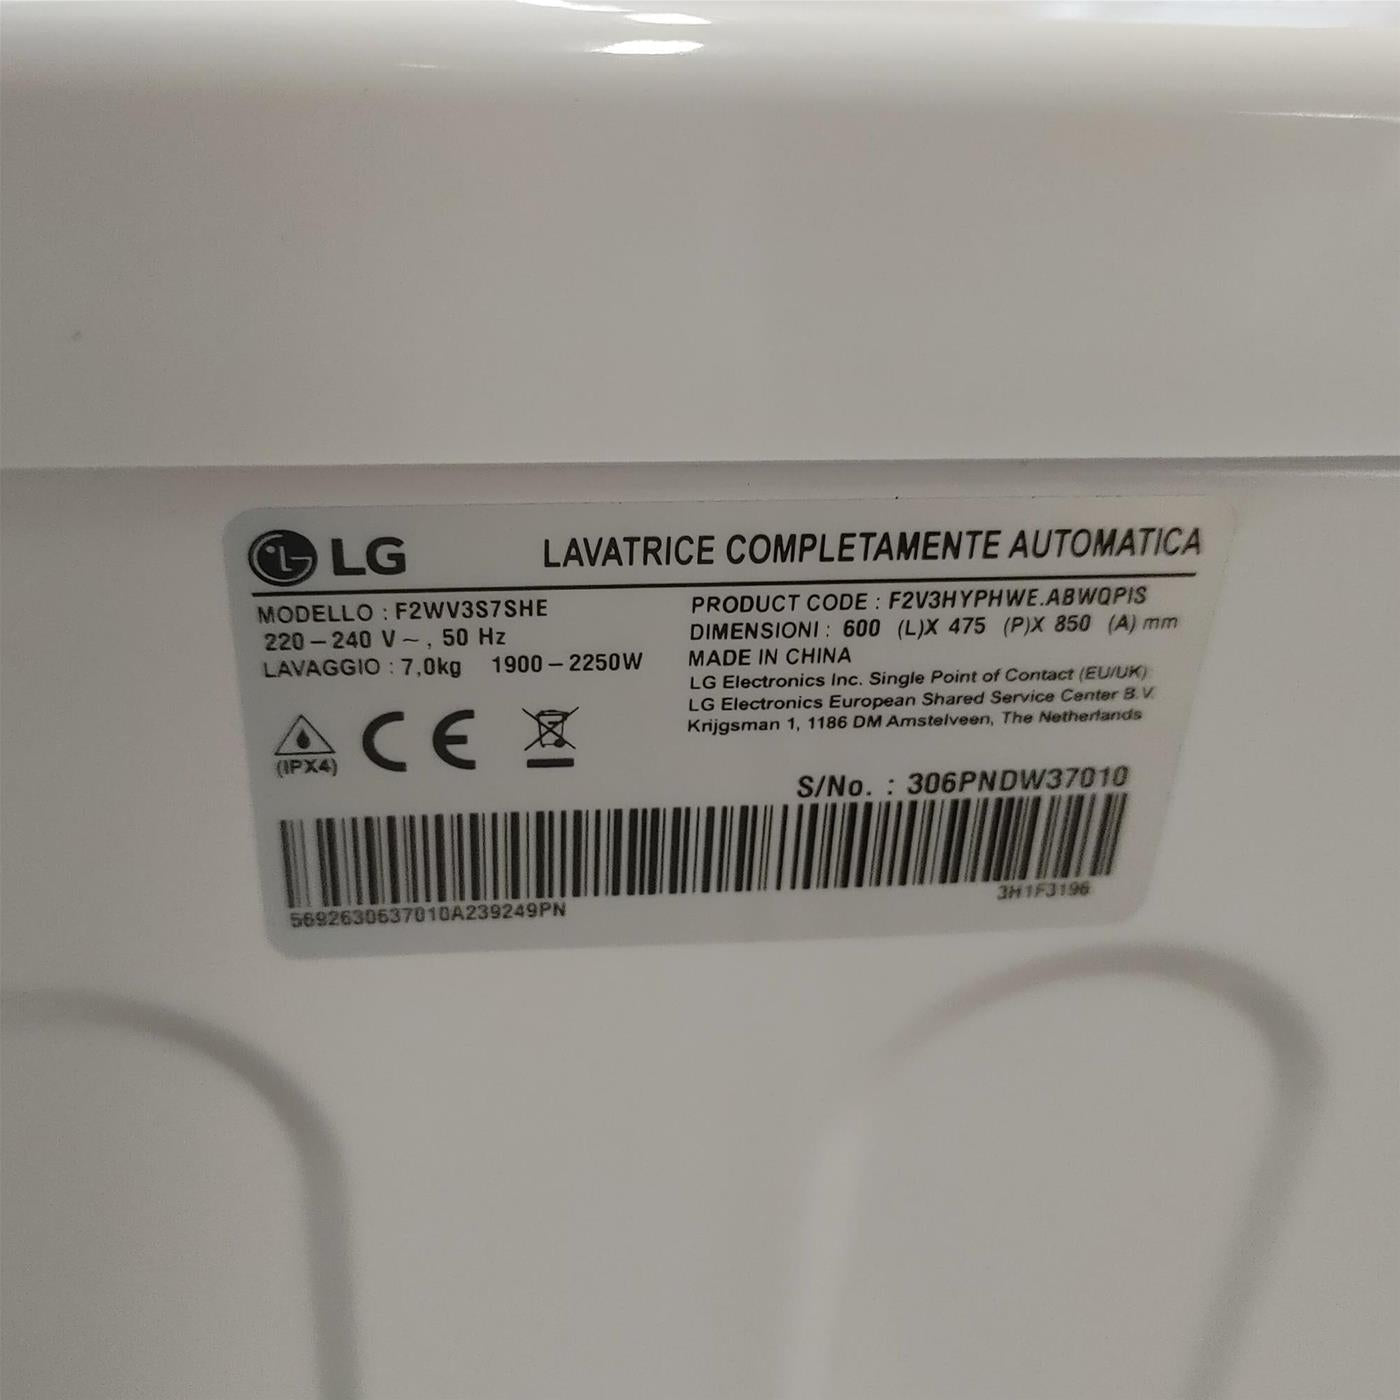 LG LAVATRICE COMPLETAMENTE AUTOMATICA
MODELLO : F2WV3S7SHE
220 – 240 V ~ , 50 Hz
LAVAGGIO : 7,0kg 1900 – 2250W
(IPX4)
CE
PRODUCT CODE : F2V3HYPHWE.ABWQPIS
DIMENSIONI : 600 (L)X 475 (P)X 850 (A) mm
MADE IN CHINA
LG Electronics Inc. Single Point of Contact (EU/UK):
LG Electronics European Shared Service Center B.V.
Krijgsman 1, 1186 DM Amstelveen, The Netherlands
S/No. : 306PNDW37010
3H1F3196
5692630637010A239249PN